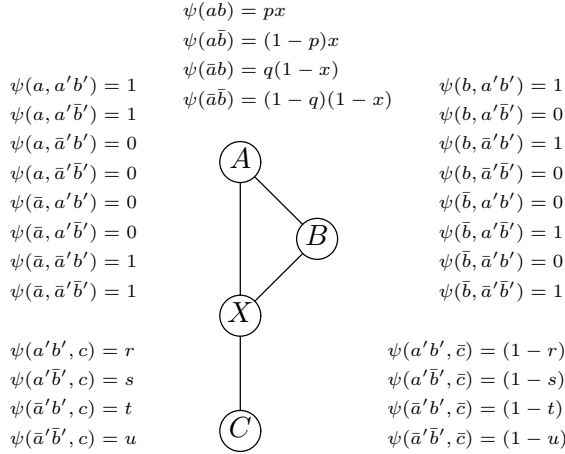 ψ(ab) = px
ψ(ab̄) = (1 − p)x
ψ(āb) = q(1 − x)
ψ(āb̄) = (1 − q)(1 − x)
ψ(a, a′b′) = 1
ψ(a, a′b̄′) = 1
ψ(a, ā′b′) = 0
ψ(a, ā′b̄′) = 0
ψ(ā, a′b′) = 0
ψ(ā, a′b̄′) = 0
ψ(ā, ā′b′) = 1
ψ(ā, ā′b̄′) = 1
ψ(b, a′b′) = 1
ψ(b, a′b̄′) = 0
ψ(b, ā′b′) = 1
ψ(b, ā′b̄′) = 0
ψ(b̄, a′b′) = 0
ψ(b̄, a′b̄′) = 1
ψ(b̄, ā′b′) = 0
ψ(b̄, ā′b̄′) = 1
A
B
X
C
ψ(a′b′, c) = r
ψ(a′b̄′, c) = s
ψ(ā′b′, c) = t
ψ(ā′b̄′, c) = u
ψ(a′b′, c̄) = (1 − r)
ψ(a′b̄′, c̄) = (1 − s)
ψ(ā′b′, c̄) = (1 − t)
ψ(ā′b̄′, c̄) = (1 − u)